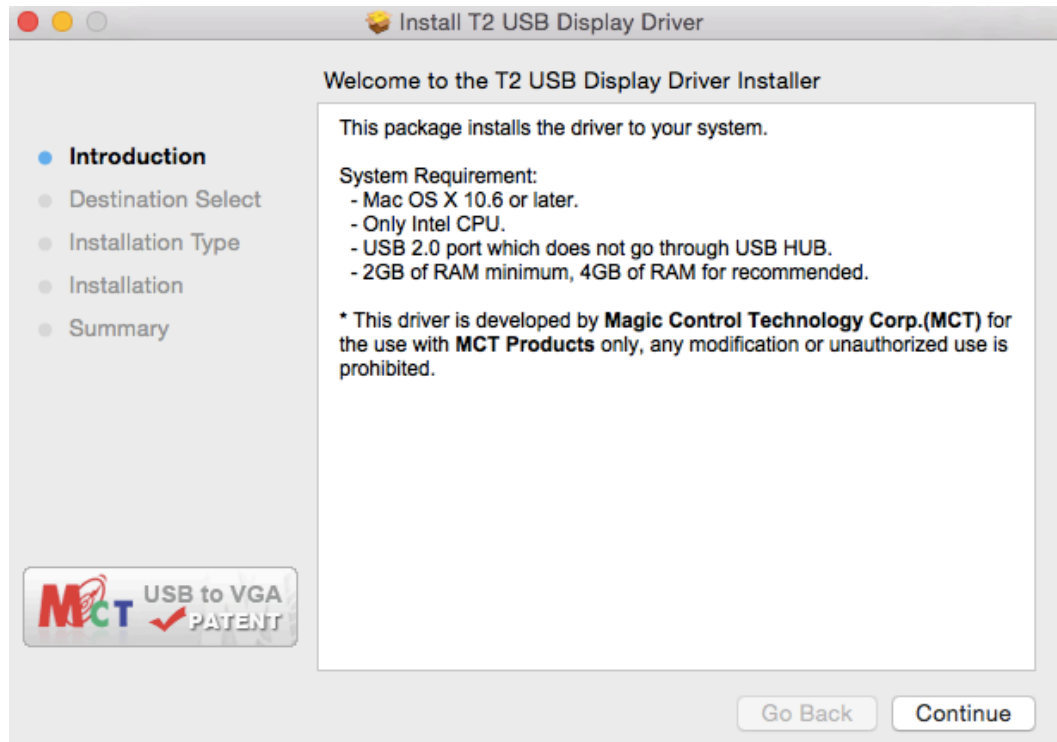 Install T2 USB Display Driver
Welcome to the T2 USB Display Driver Installer
Introduction
Destination Select
Installation Type
Installation
Summary
This package installs the driver to your system.
System Requirement:
- Mac OS X 10.6 or later.
- Only Intel CPU.
- USB 2.0 port which does not go through USB HUB.
- 2GB of RAM minimum, 4GB of RAM for recommended.
* This driver is developed by Magic Control Technology Corp.(MCT) for
the use with MCT Products only, any modification or unauthorized use is
prohibited.
MCT USB to VGA
PATENT
Go Back
Continue